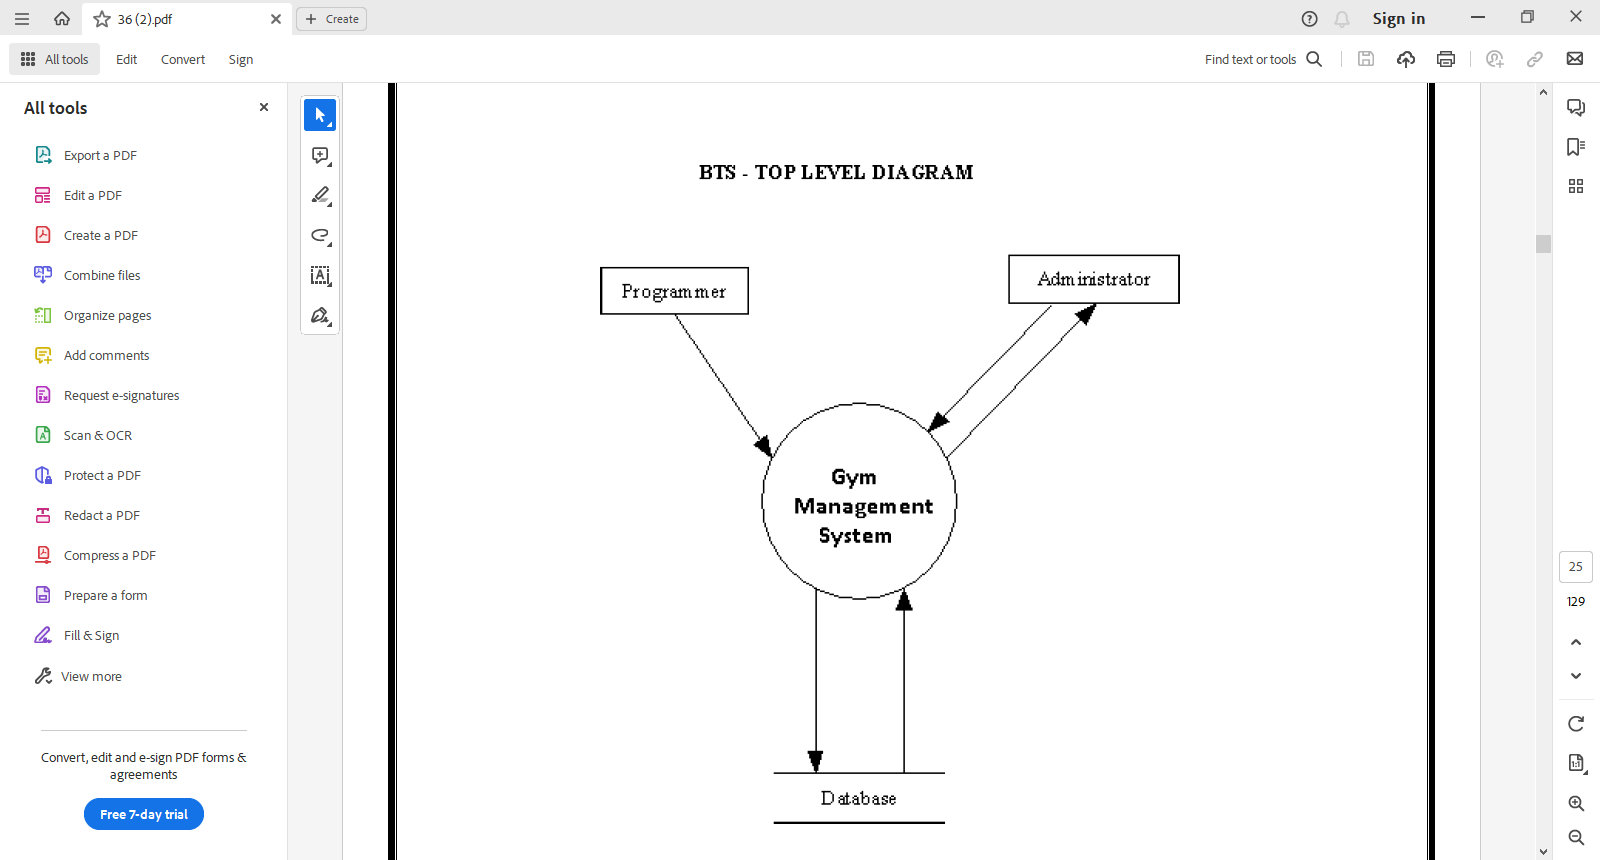 36 (2).pdf
Create
Sign in
All tools
Edit
Convert
Sign
Find text or tools
All tools
Export a PDF
Edit a PDF
Create a PDF
Combine files
Organize pages
Add comments
Request e-signatures
Scan & OCR
Protect a PDF
Redact a PDF
Compress a PDF
Prepare a form
Fill & Sign
View more
Convert, edit and e-sign PDF forms &
agreements
Free 7-day trial
BTS - TOP LEVEL DIAGRAM
Programmer
Administrator
Gym
Management
System
Database
25
129